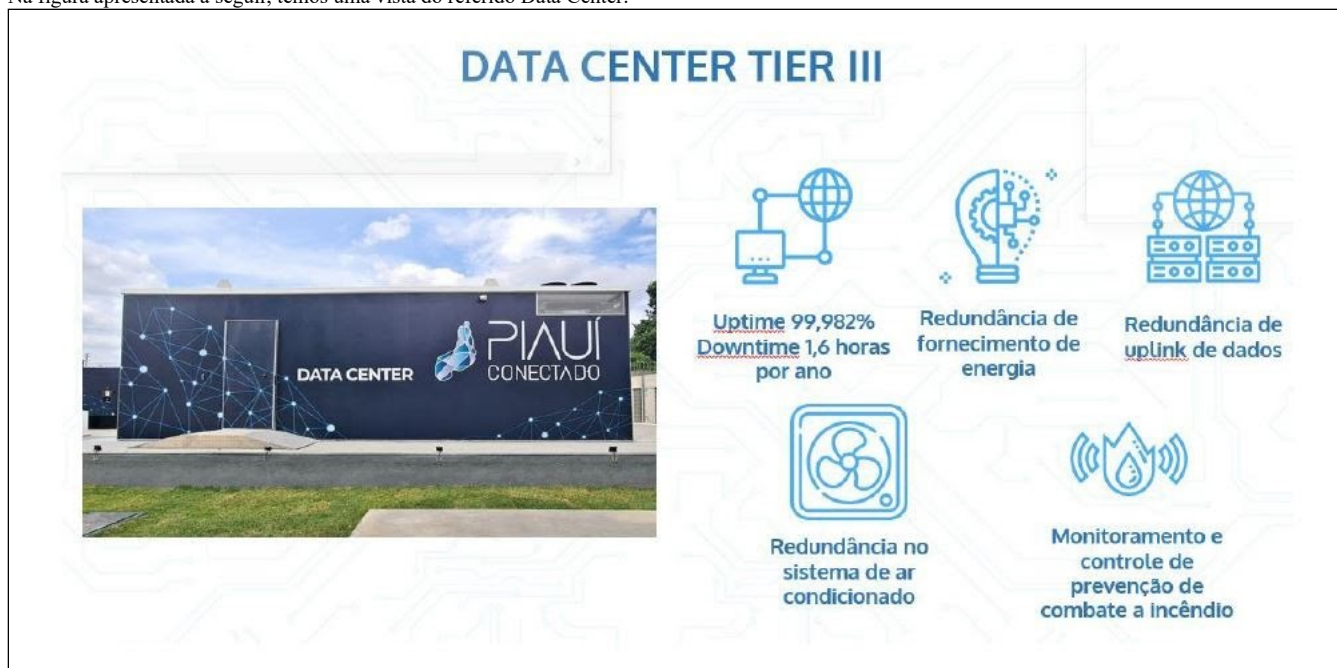 Na figura apresentada a seguir, temos uma vista do referido Data Center:
DATA CENTER TIER III
DATA CENTER
PIAUÍ
CONECTADO
Uptime 99,982%
Downtime 1,6 horas
por ano
Redundância de
fornecimento de
energia
Redundância de
uplink de dados
Redundância no
sistema de ar
condicionado
Monitoramento e
controle de
prevenção de
combate a incêndio